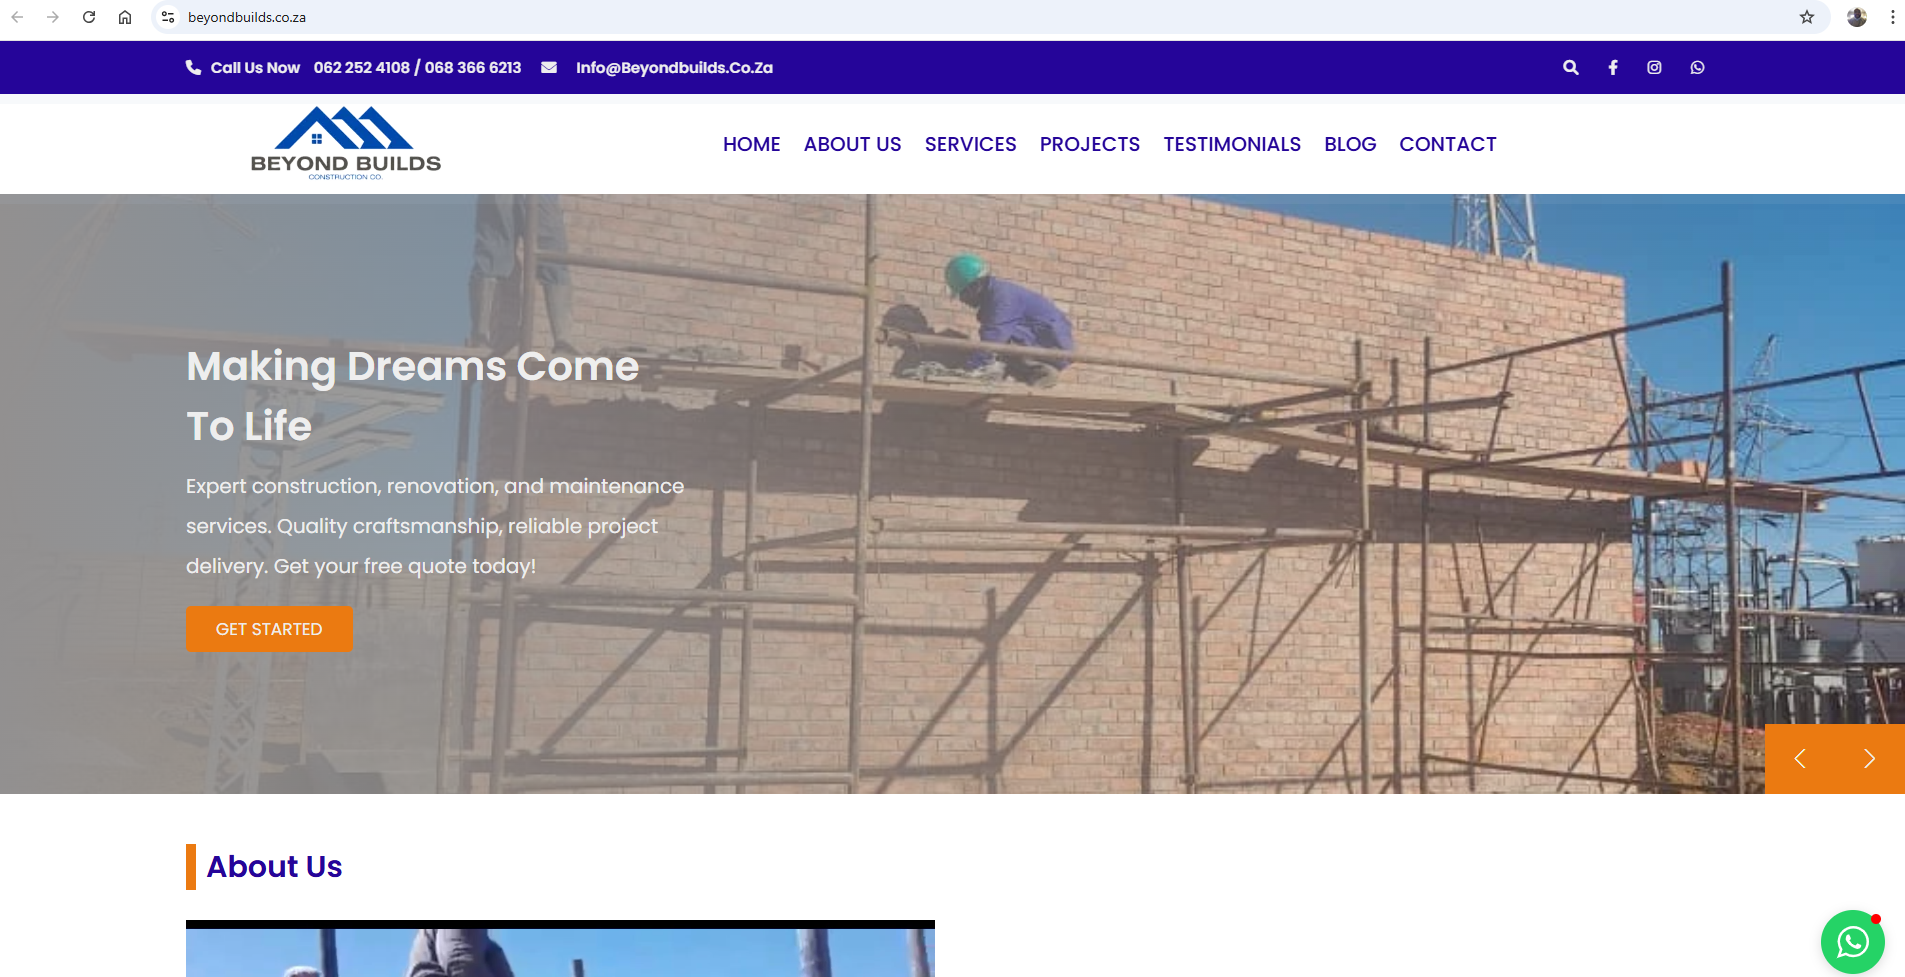 beyondbuilds.co.za
Call Us Now 062 252 4108 / 068 366 6213 Info@Beyondbuilds.Co.Za
BEYOND BUILDS
CONSTRUCTION CO.
HOME ABOUT US SERVICES PROJECTS TESTIMONIALS BLOG CONTACT
Making Dreams Come
To Life
Expert construction, renovation, and maintenance
services. Quality craftsmanship, reliable project
delivery. Get your free quote today!
GET STARTED
About Us